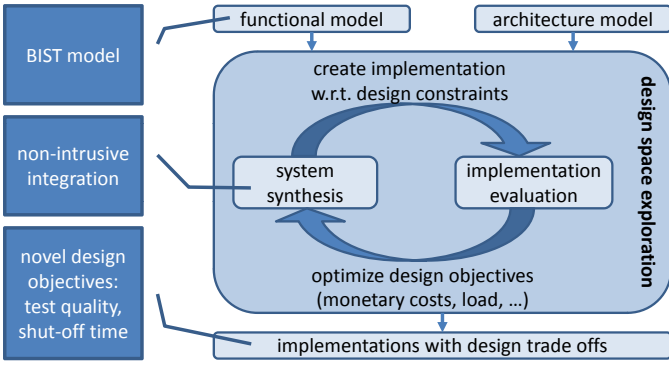 functional model
architecture model
BIST model
create implementation
w.r.t. design constraints
non-intrusive
integration
system
synthesis
implementation
evaluation
design space exploration
novel design
objectives:
test quality,
shut-off time
optimize design objectives
(monetary costs, load, ...)
implementations with design trade offs